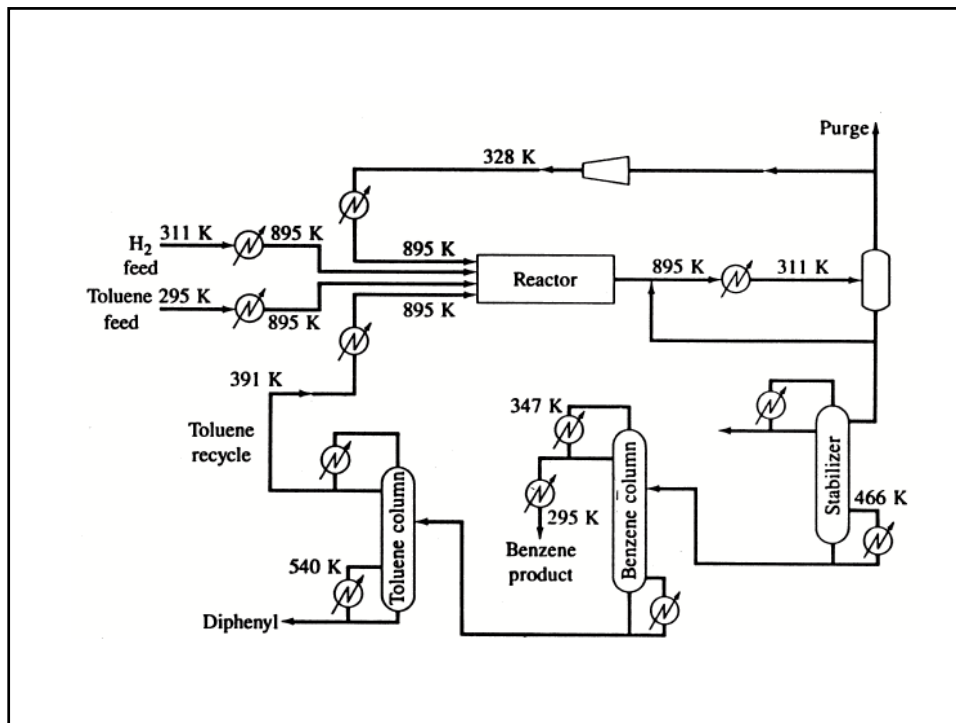 Purge
328 K
H2
feed
311 K
895 K
895 K
Reactor
895 K
311 K
Toluene
feed
295 K
895 K
895 K
391 K
Toluene
recycle
347 K
295 K
Benzene
product
Benzene column
Stabilizer
466 K
Toluene column
540 K
Diphenyl